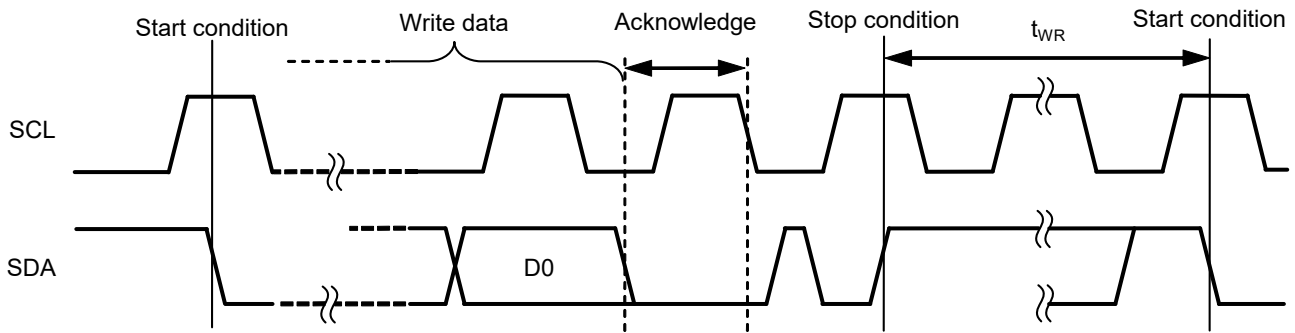 Start condition
Write data
Acknowledge
Stop condition
tWR
Start condition
SCL
SDA
D0